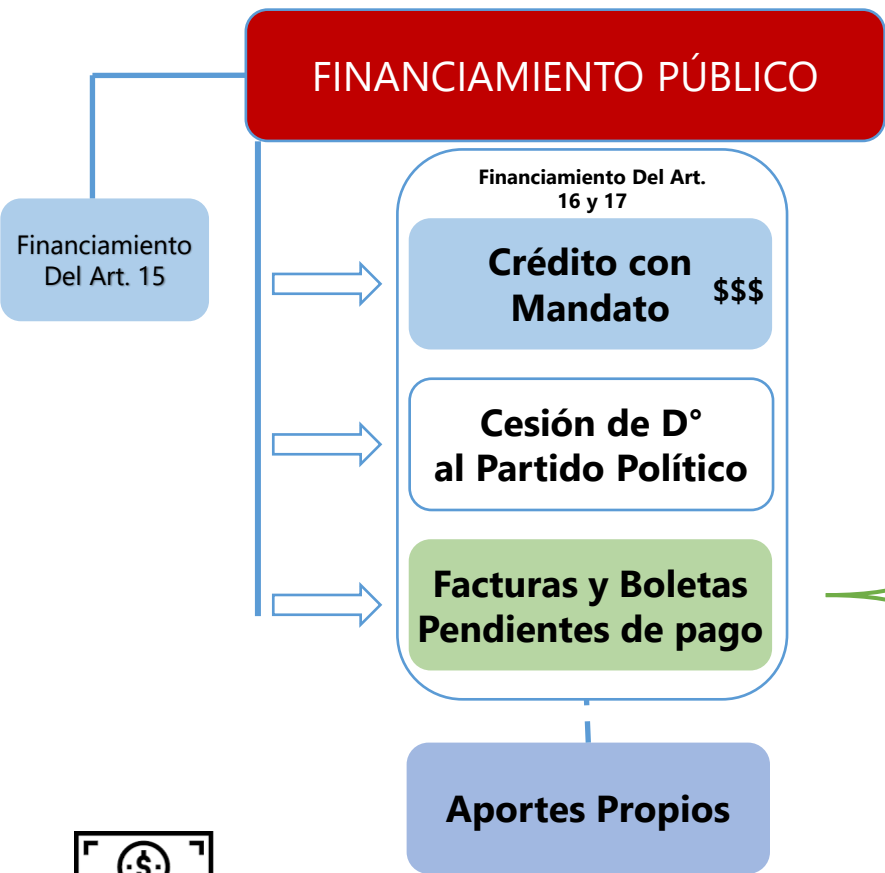 FINANCIAMIENTO PÚBLICO
Financiamiento
Del Art. 15
Financiamiento Del Art.
16 y 17
Crédito con
Mandato
$$$
Cesión de D°
al Partido Político
Facturas y Boletas
Pendientes de pago
Aportes Propios
$